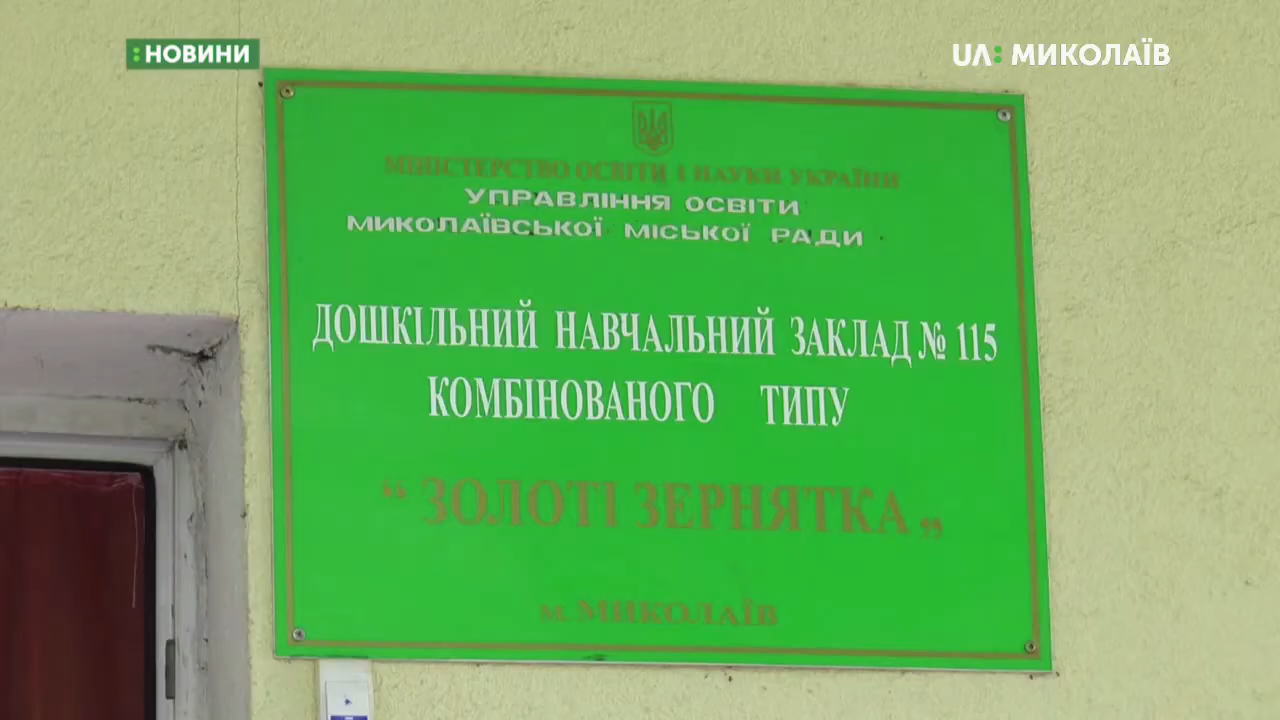 :НОВИНИ
UA: МИКОЛАЇВ
МІНІСТЕРСТВО ОСВІТИ І НАУКИ УКРАЇНИ
УПРАВЛІННЯ ОСВІТИ
МИКОЛАЇВСЬКОЇ МІСЬКОЇ РАДИ
ДОШКІЛЬНИЙ НАВЧАЛЬНИЙ ЗАКЛАД № 115
КОМБІНОВАНОГО ТИПУ
“ ЗОЛОТІ ЗЕРНЯТКА „
м. МИКОЛАЇВ